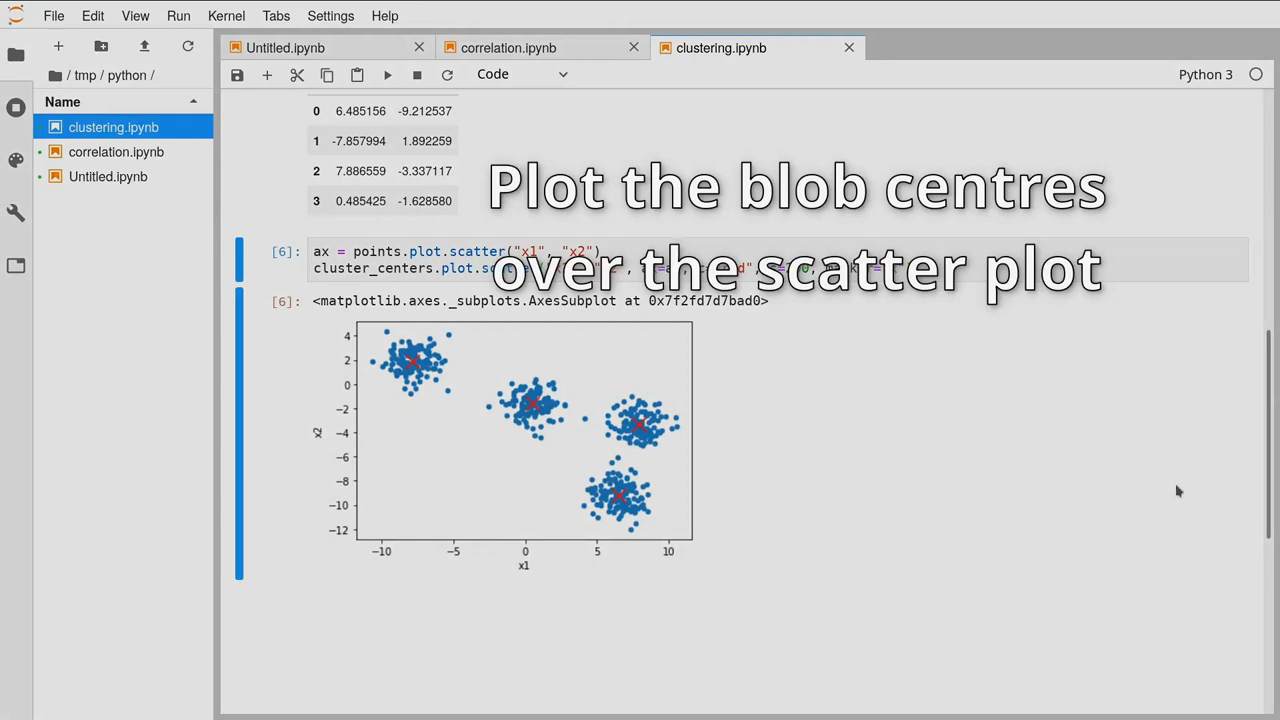 File Edit View Run Kernel Tabs Settings Help
Untitled.ipynb correlation.ipynb clustering.ipynb
Code Python 3
/ tmp / python /
Name
clustering.ipynb
correlation.ipynb
Untitled.ipynb
0 6.485156 -9.212537
1 -7.857994 1.892259
2 7.886559 -3.337117
3 0.485425 -1.628580
Plot the blob centres
over the scatter plot
[6]: ax = points.plot.scatter("x1", "x2")
cluster_centers.plot.
[6]: <matplotlib.axes._subplots.AxesSubplot at 0x7f2fd7d7bad0>
4
2
0
−2
−4
−6
−8
−10
−12
x2
−10 −5 0 5 10
x1